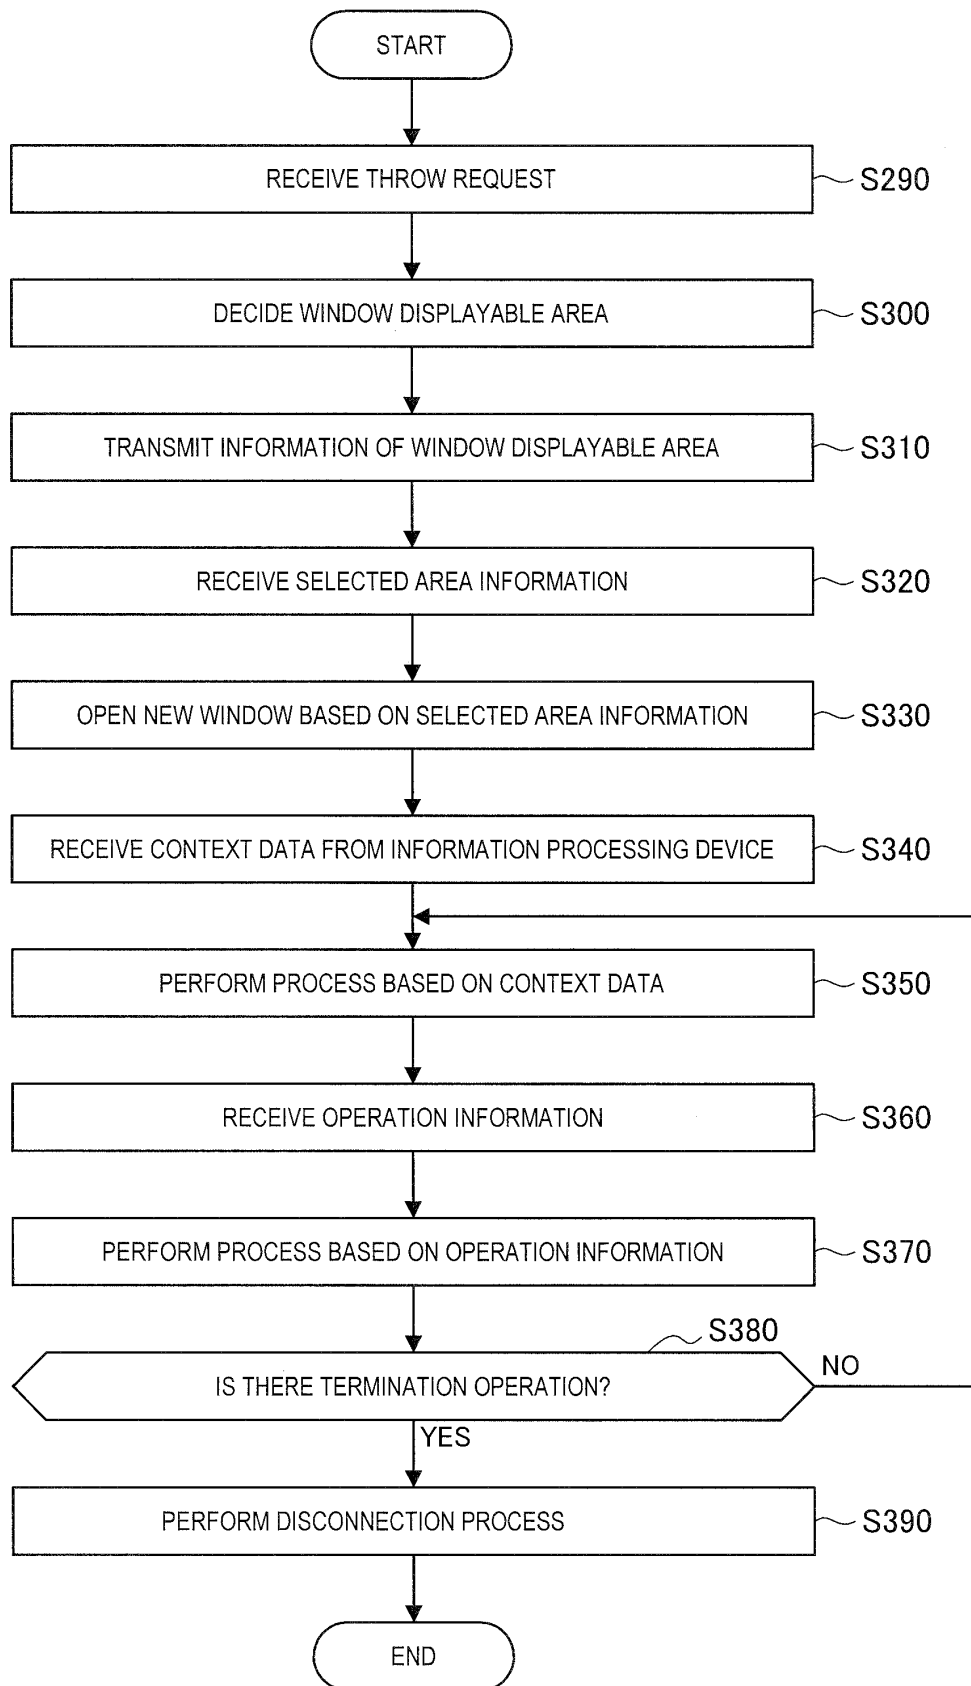 START
RECEIVE THROW REQUEST
S290
DECIDE WINDOW DISPLAYABLE AREA
S300
TRANSMIT INFORMATION OF WINDOW DISPLAYABLE AREA
S310
RECEIVE SELECTED AREA INFORMATION
S320
OPEN NEW WINDOW BASED ON SELECTED AREA INFORMATION
S330
RECEIVE CONTEXT DATA FROM INFORMATION PROCESSING DEVICE
S340
PERFORM PROCESS BASED ON CONTEXT DATA
S350
RECEIVE OPERATION INFORMATION
S360
PERFORM PROCESS BASED ON OPERATION INFORMATION
S370
S380
IS THERE TERMINATION OPERATION?
NO
YES
PERFORM DISCONNECTION PROCESS
S390
END